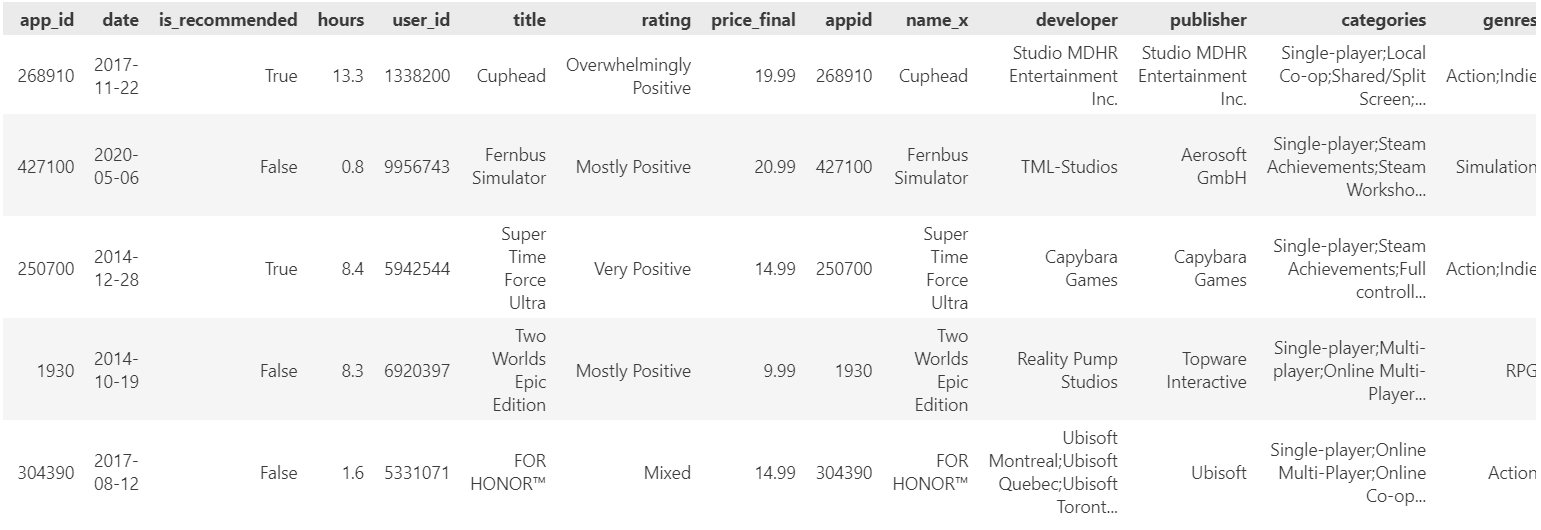 app_id date is_recommended hours user_id title rating price_final appid name_x developer publisher categories genres
268910 2017-11-22 True 13.3 1338200 Cuphead Overwhelmingly Positive 19.99 268910 Cuphead Studio MDHR Entertainment Inc. Studio MDHR Entertainment Inc. Single-player;Local Co-op;Shared/Split Screen;... Action;Indie
427100 2020-05-06 False 0.8 9956743 Fernbus Simulator Mostly Positive 20.99 427100 Fernbus Simulator TML-Studios Aerosoft GmbH Single-player;Steam Achievements;Steam Worksho... Simulation
250700 2014-12-28 True 8.4 5942544 Super Time Force Ultra Very Positive 14.99 250700 Super Time Force Ultra Capybara Games Capybara Games Single-player;Steam Achievements;Full controll... Action;Indie
1930 2014-10-19 False 8.3 6920397 Two Worlds Epic Edition Mostly Positive 9.99 1930 Two Worlds Epic Edition Reality Pump Studios Topware Interactive Single-player;Multi-player;Online Multi-Player... RPG
304390 2017-08-12 False 1.6 5331071 FOR HONOR™ Mixed 14.99 304390 FOR HONOR™ Ubisoft Montreal;Ubisoft Quebec;Ubisoft Toront... Ubisoft Single-player;Online Multi-Player;Online Co-op... Action